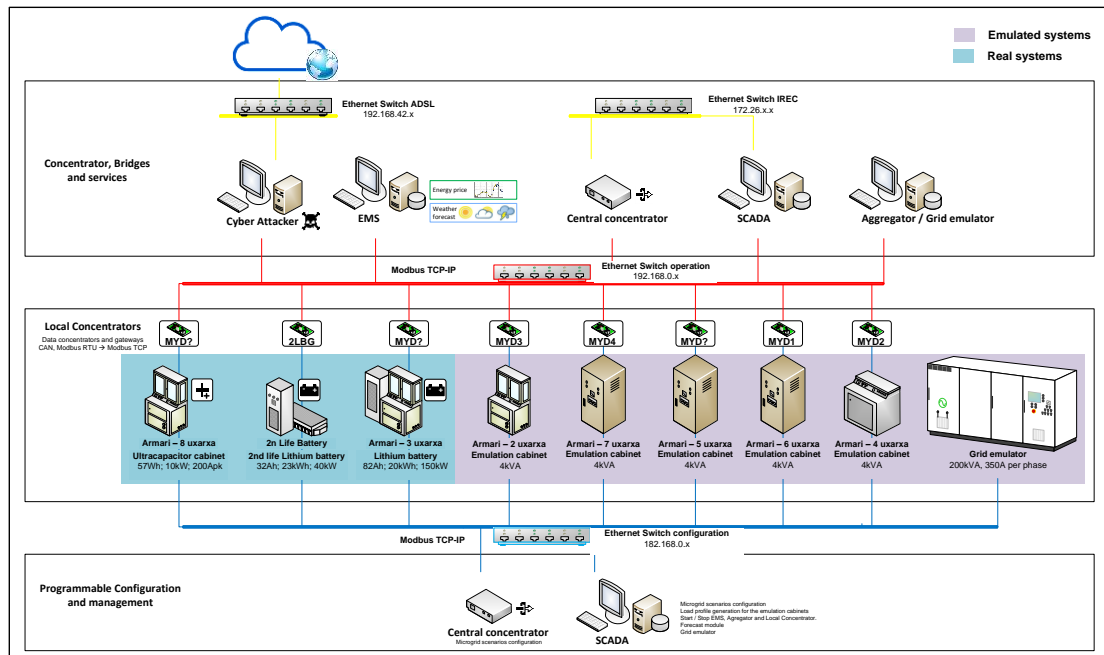 Emulated systems
Real systems
Ethernet Switch ADSL
192.168.42.x
Ethernet Switch IREC
172.26.x.x
Concentrator, Bridges
and services
Energy price
Weather
forecast
Cyber Attacker
EMS
Central concentrator
SCADA
Aggregator / Grid emulator
Modbus TCP-IP
Ethernet Switch operation
192.168.0.x
Local Concentrators
Data concentrators and gateways
CAN, Modbus RTU → Modbus TCP
MYD?
2LBG
MYD?
MYD3
MYD4
MYD?
MYD1
MYD2
Armari – 8 uxarxa
Ultracapacitor cabinet
57Wh; 10kW; 200Apk
2n Life Battery
2nd life Lithium battery
32Ah; 23kWh; 40kW
Armari – 3 uxarxa
Lithium battery
82Ah; 20kWh; 150kW
Armari – 2 uxarxa
Emulation cabinet
4kVA
Armari – 7 uxarxa
Emulation cabinet
4kVA
Armari – 5 uxarxa
Emulation cabinet
4kVA
Armari – 6 uxarxa
Emulation cabinet
4kVA
Armari – 4 uxarxa
Emulation cabinet
4kVA
Grid emulator
200kVA, 350A per phase
Modbus TCP-IP
Ethernet Switch configuration
182.168.0.x
Programmable Configuration
and management
Central concentrator
Microgrid scenarios configuration
SCADA
Microgrid scenarios configuration
Load profile generation for the emulation cabinets
Start / Stop EMS, Agregator and Local Concentrator.
Forecast module
Grid emulator